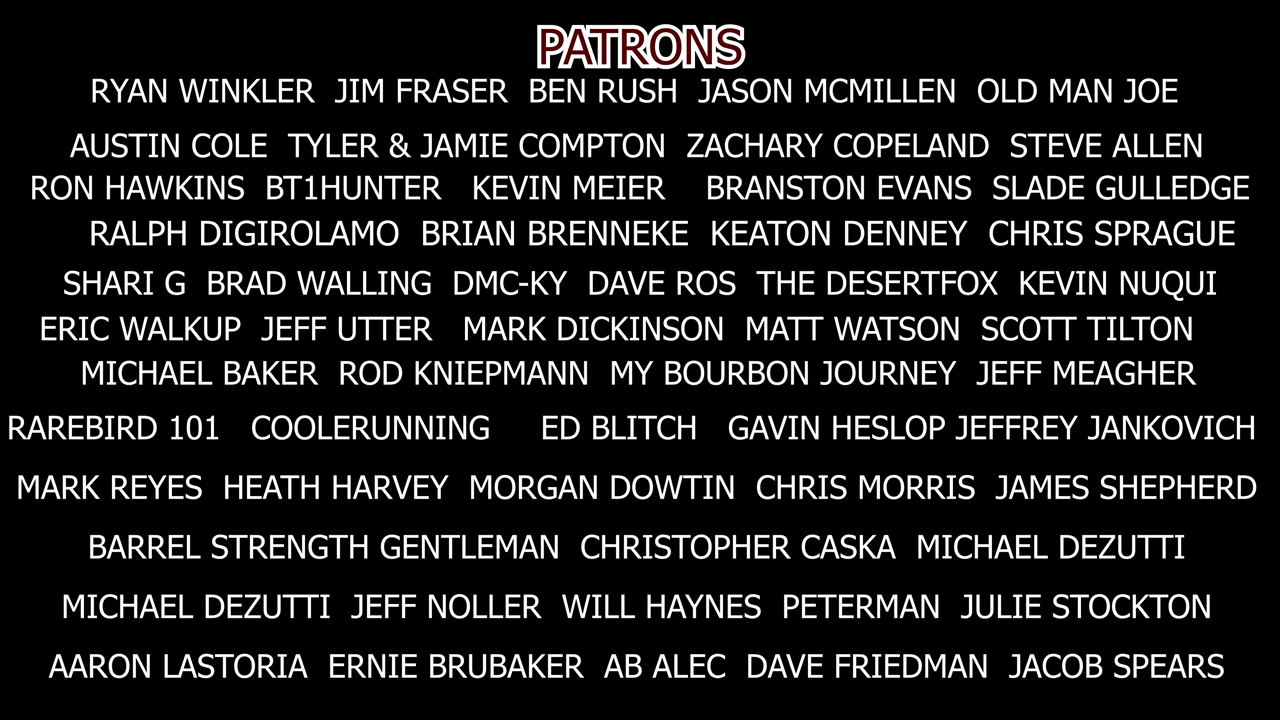 PATRONS
RYAN WINKLER JIM FRASER BEN RUSH JASON MCMILLEN OLD MAN JOE
AUSTIN COLE TYLER & JAMIE COMPTON ZACHARY COPELAND STEVE ALLEN
RON HAWKINS BT1HUNTER KEVIN MEIER BRANSTON EVANS SLADE GULLEDGE
RALPH DIGIROLAMO BRIAN BRENNEKE KEATON DENNEY CHRIS SPRAGUE
SHARI G BRAD WALLING DMC-KY DAVE ROS THE DESERTFOX KEVIN NUQUI
ERIC WALKUP JEFF UTTER MARK DICKINSON MATT WATSON SCOTT TILTON
MICHAEL BAKER ROD KNIEPMANN MY BOURBON JOURNEY JEFF MEAGHER
RAREBIRD 101 COOLERUNNING ED BLITCH GAVIN HESLOP JEFFREY JANKOVICH
MARK REYES HEATH HARVEY MORGAN DOWTIN CHRIS MORRIS JAMES SHEPHERD
BARREL STRENGTH GENTLEMAN CHRISTOPHER CASKA MICHAEL DEZUTTI
MICHAEL DEZUTTI JEFF NOLLER WILL HAYNES PETERMAN JULIE STOCKTON
AARON LASTORIA ERNIE BRUBAKER AB ALEC DAVE FRIEDMAN JACOB SPEARS